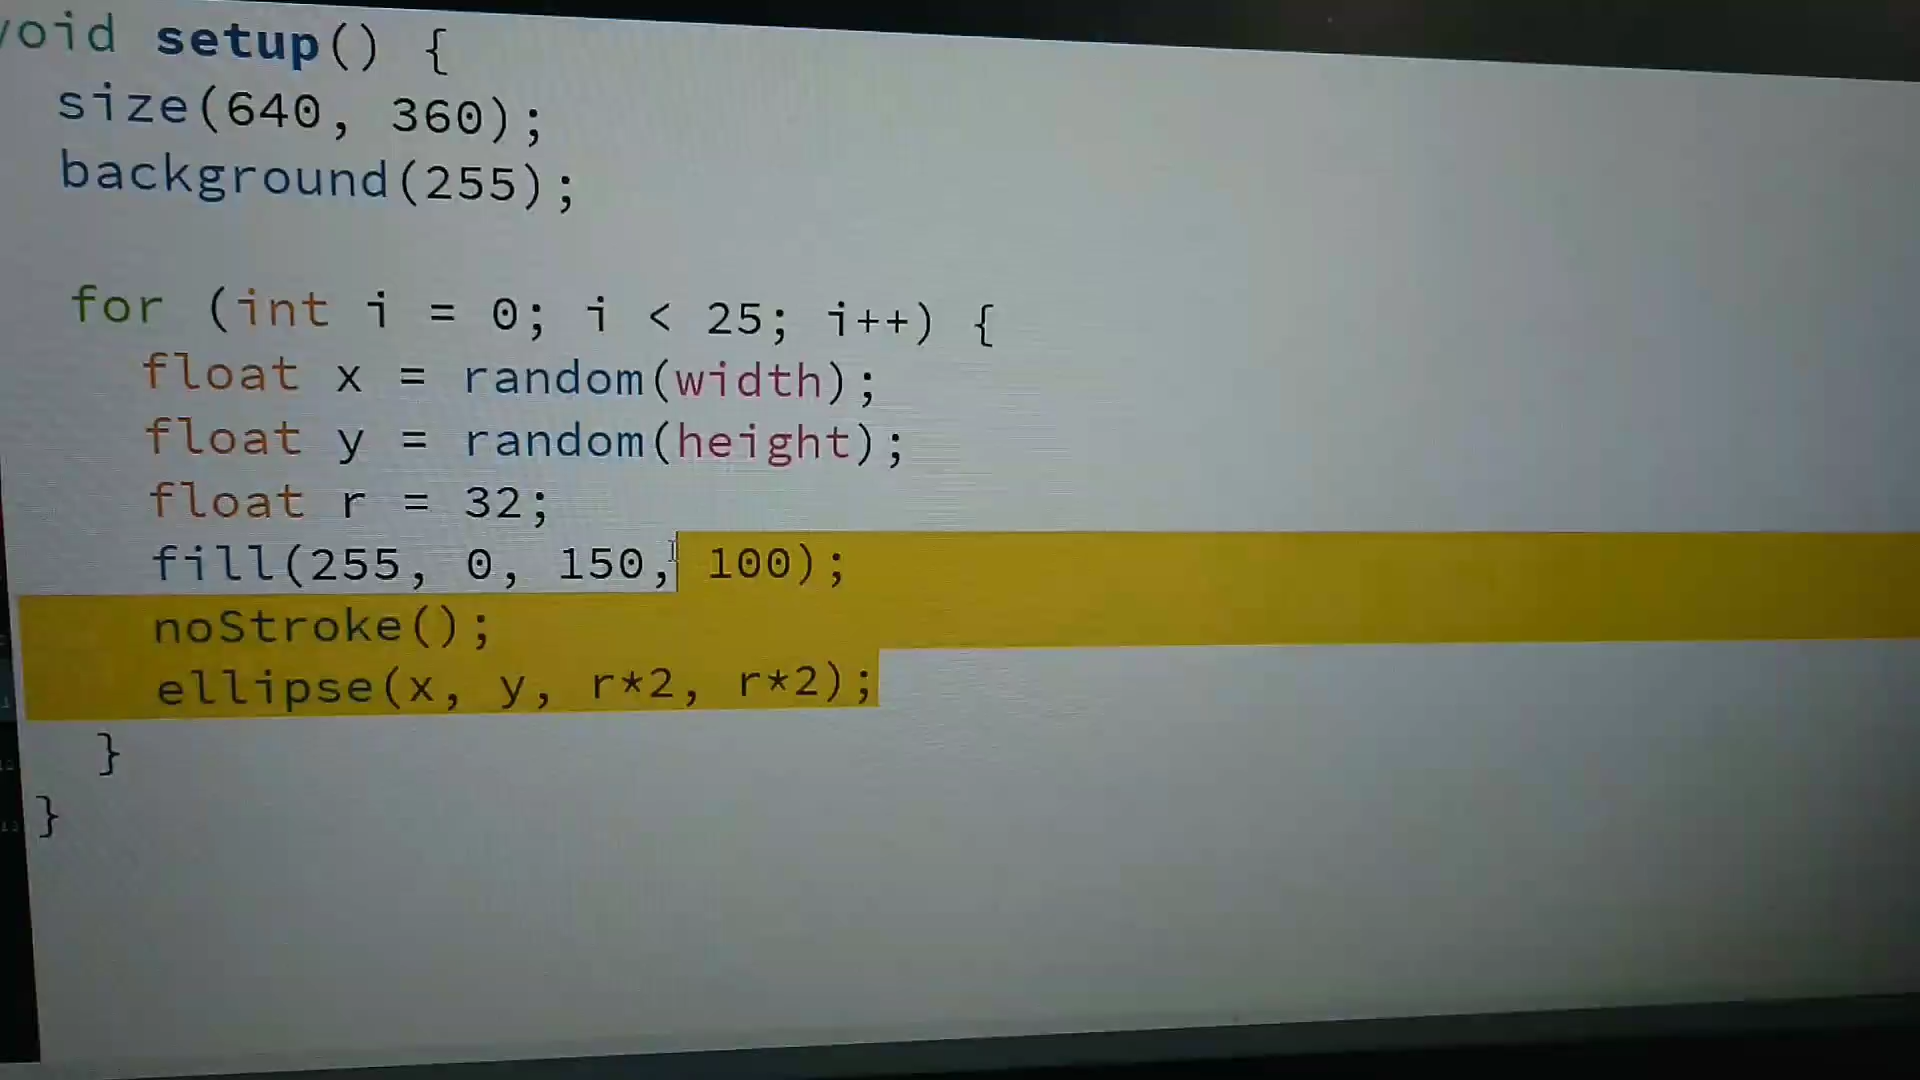 void setup() {
size(640, 360);
background(255);
for (int i = 0; i < 25; i++) {
float x = random(width);
float y = random(height);
float r = 32;
fill(255, 0, 150, 100);
noStroke();
ellipse(x, y, r*2, r*2);
}
}